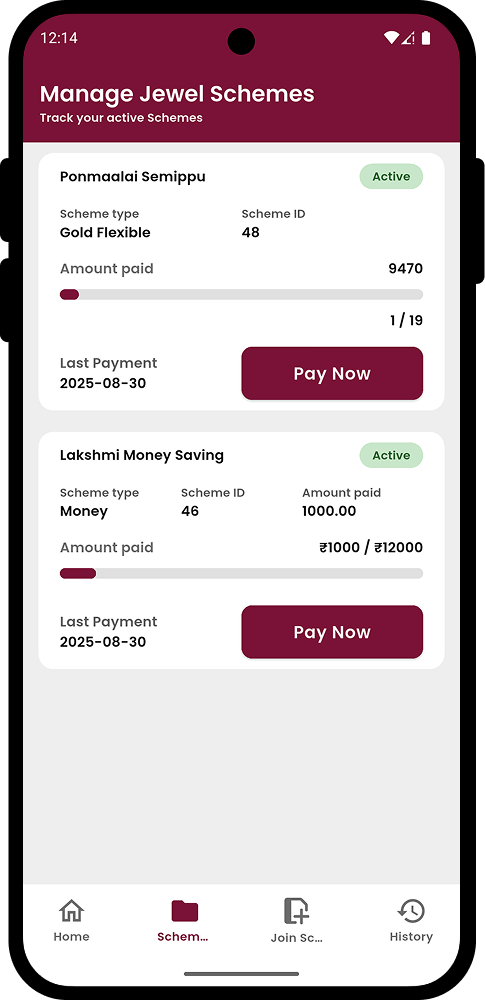 12:14
Manage Jewel Schemes
Track your active Schemes
Ponmaalai Semippu Active
Scheme type Scheme ID
Gold Flexible 48
Amount paid 9470
1 / 19
Last Payment
2025-08-30
Pay Now
Lakshmi Money Saving Active
Scheme type Scheme ID Amount paid
Money 46 1000.00
Amount paid ₹1000 / ₹12000
Last Payment
2025-08-30
Pay Now
Home Schem... Join Sc... History